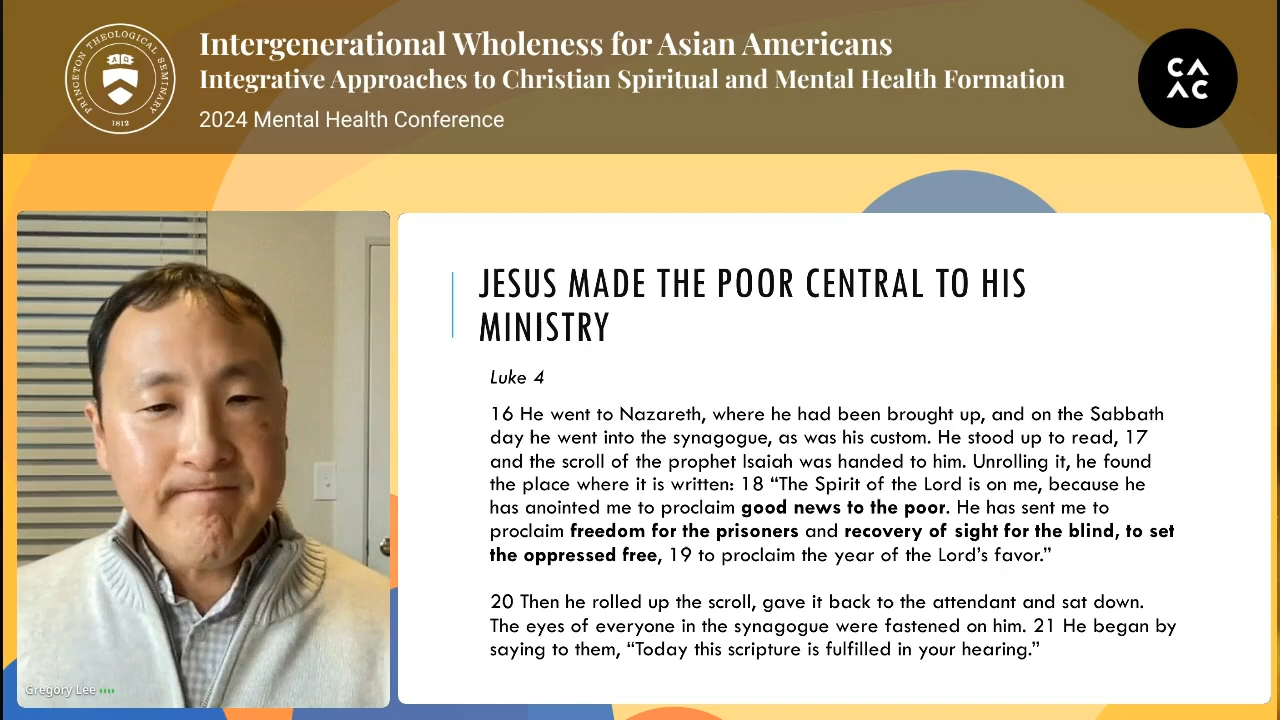 PRINCETON THEOLOGICAL SEMINARY
1812
Intergenerational Wholeness for Asian Americans
Integrative Approaches to Christian Spiritual and Mental Health Formation
2024 Mental Health Conference
CA
AC
JESUS MADE THE POOR CENTRAL TO HIS
MINISTRY
Luke 4
16 He went to Nazareth, where he had been brought up, and on the Sabbath
day he went into the synagogue, as was his custom. He stood up to read, 17
and the scroll of the prophet Isaiah was handed to him. Unrolling it, he found
the place where it is written: 18 “The Spirit of the Lord is on me, because he
has anointed me to proclaim good news to the poor. He has sent me to
proclaim freedom for the prisoners and recovery of sight for the blind, to set
the oppressed free, 19 to proclaim the year of the Lord’s favor.”
20 Then he rolled up the scroll, gave it back to the attendant and sat down.
The eyes of everyone in the synagogue were fastened on him. 21 He began by
saying to them, “Today this scripture is fulfilled in your hearing.”
Gregory Lee